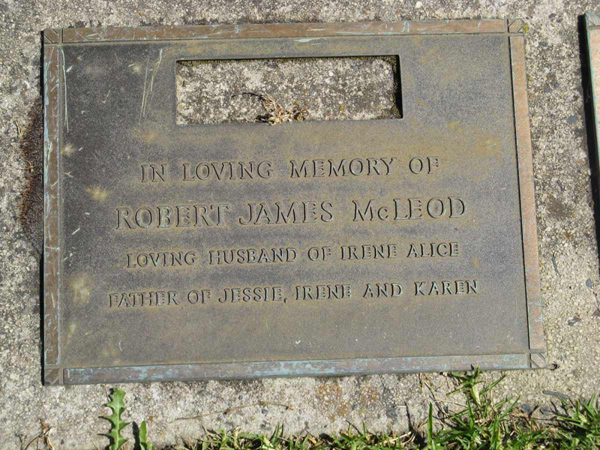 IN LOVING MEMORY OF
ROBERT JAMES McLEOD
LOVING HUSBAND OF IRENE ALICE
FATHER OF JESSIE, IRENE AND KAREN